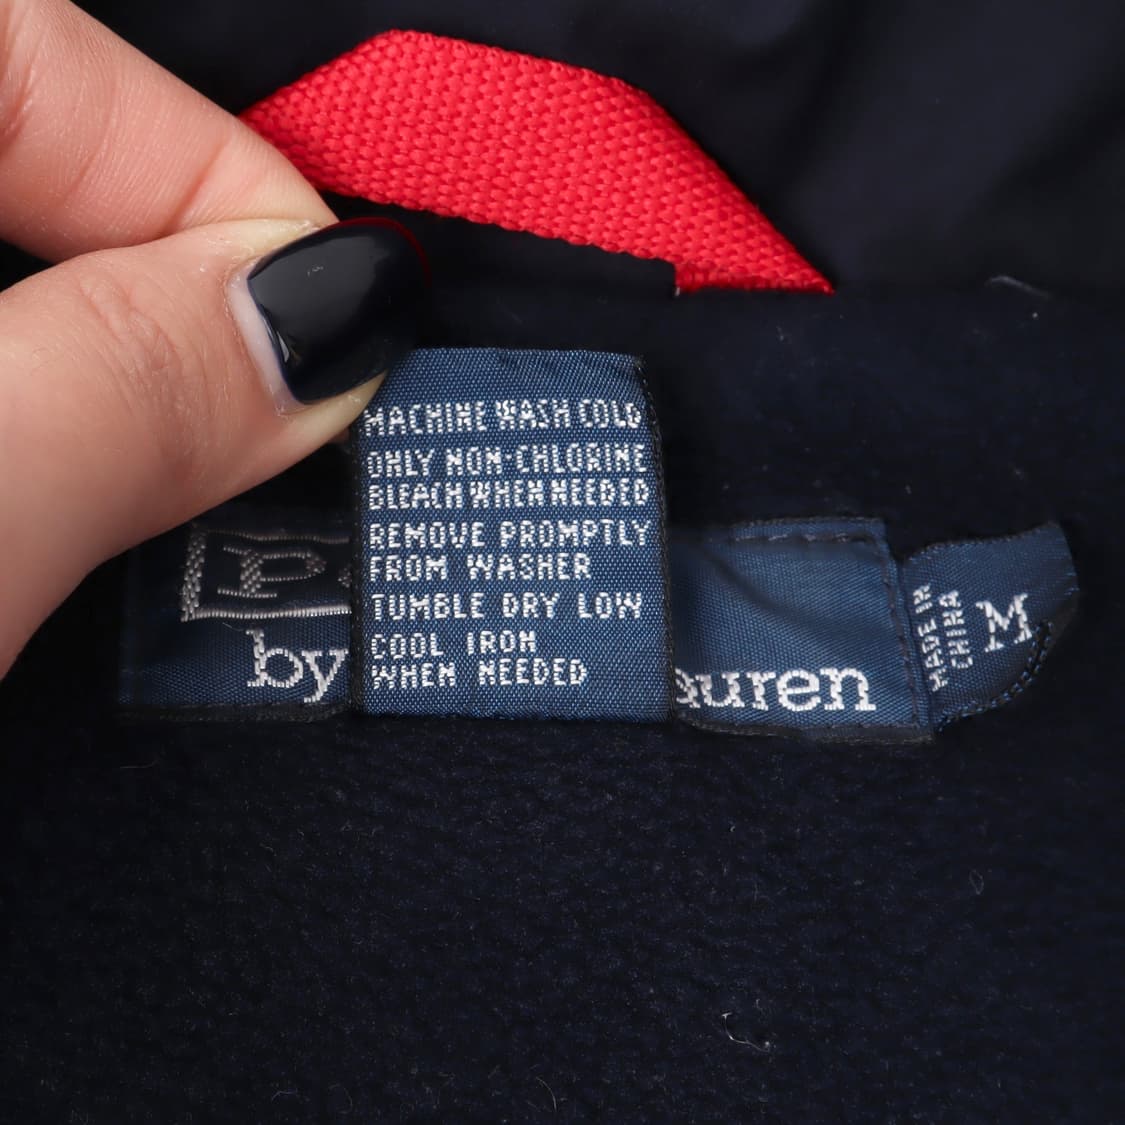 MACHINE WASH COLD
ONLY NON-CHLORINE
BLEACH WHEN NEEDED
REMOVE PROMPTLY
FROM WASHER
TUMBLE DRY LOW
COOL IRON
WHEN NEEDED
P
by auren
MADE IN
CHINA
M